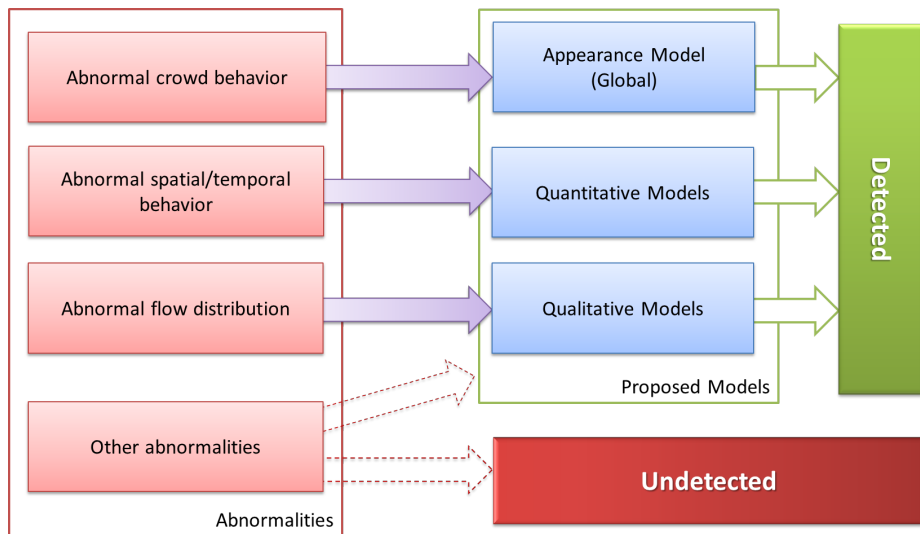 Abnormal crowd behavior
Appearance Model
(Global)
Abnormal spatial/temporal
behavior
Quantitative Models
Detected
Abnormal flow distribution
Qualitative Models
Proposed Models
Other abnormalities
Undetected
Abnormalities